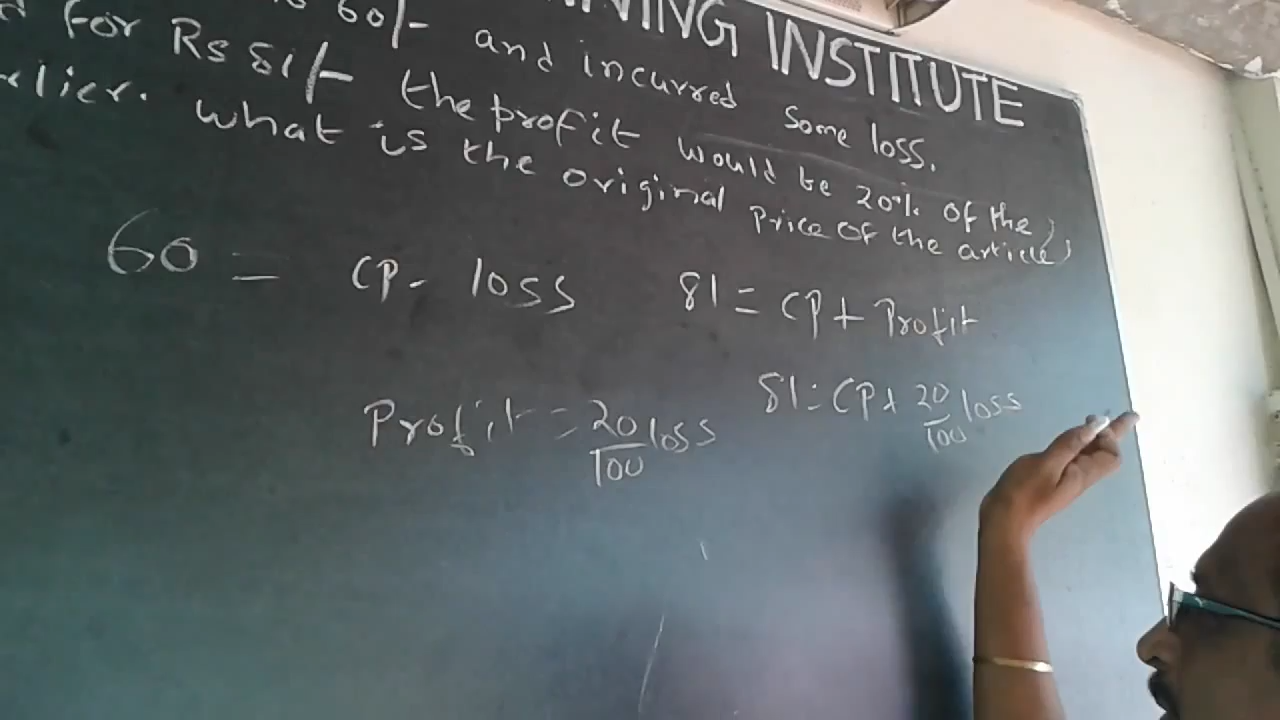 NING INSTITUTE
60/- and incurred some loss.
for Rs 81/- the profit would be 20% of the
lier. what is the original Price of the article
60 = CP - loss
81 = CP + Profit
Profit = 20/100 loss
81 = CP + 20/100 loss